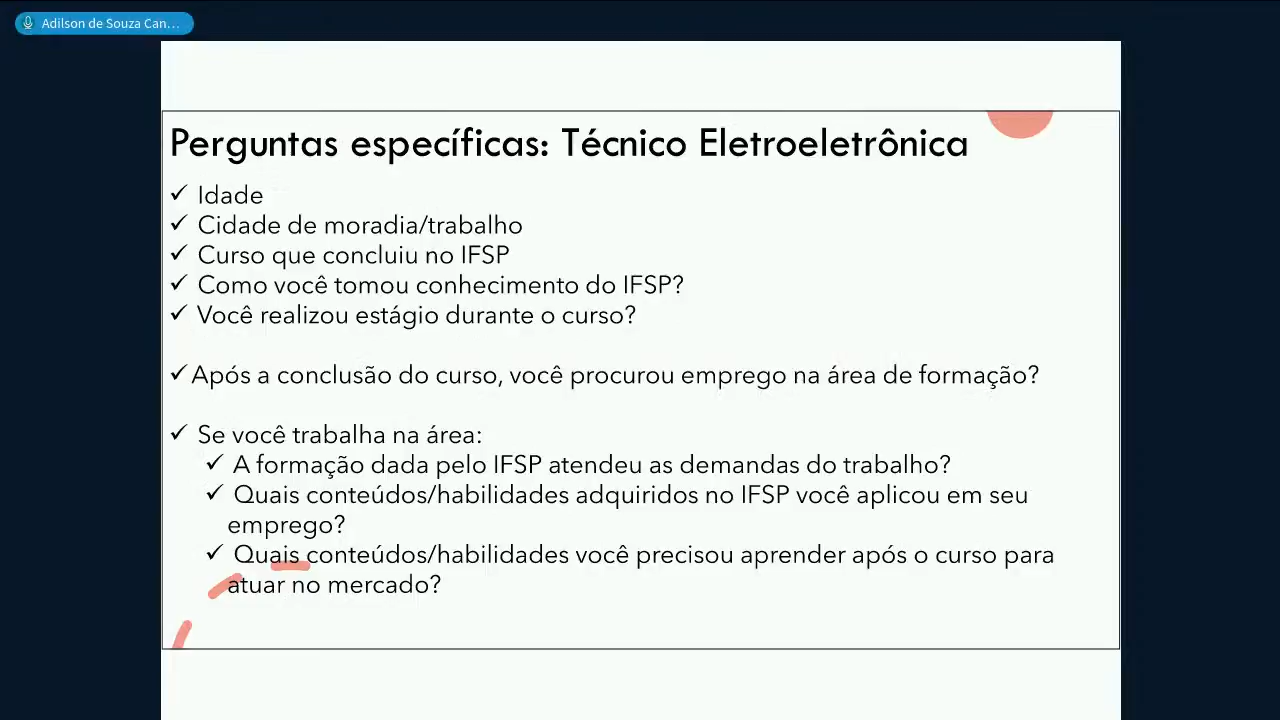 Adilson de Souza Can...
Perguntas específicas: Técnico Eletroeletrônica
✓ Idade
✓ Cidade de moradia/trabalho
✓ Curso que concluiu no IFSP
✓ Como você tomou conhecimento do IFSP?
✓ Você realizou estágio durante o curso?
✓Após a conclusão do curso, você procurou emprego na área de formação?
✓ Se você trabalha na área:
✓ A formação dada pelo IFSP atendeu as demandas do trabalho?
✓ Quais conteúdos/habilidades adquiridos no IFSP você aplicou em seu
emprego?
✓ Quais conteúdos/habilidades você precisou aprender após o curso para
atuar no mercado?